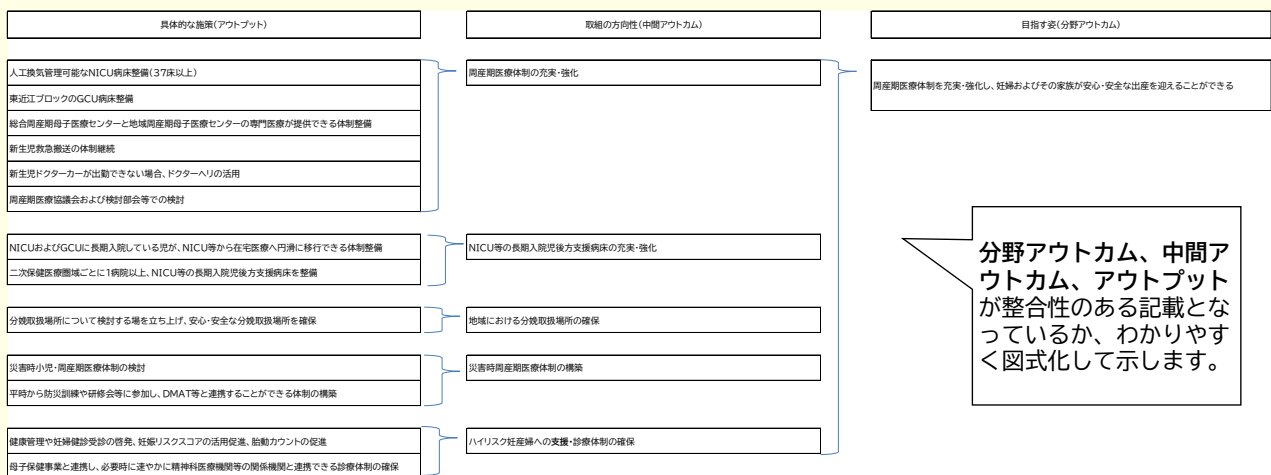 具体的な施策(アウトプット)
取組の方向性(中間アウトカム)
目指す姿(分野アウトカム)
人工換気管理可能なNICU病床整備(37床以上)
東近江ブロックのGCU病床整備
総合周産期母子医療センターと地域周産期母子医療センターの専門医療が提供できる体制整備
新生児救急搬送の体制継続
新生児ドクターカーが出動できない場合、ドクターヘリの活用
周産期医療協議会および検討部会等での検討
周産期医療体制の充実・強化
周産期医療体制を充実・強化し、妊婦およびその家族が安心・安全な出産を迎えることができる
NICUおよびGCUに長期入院している児が、NICU等から在宅医療へ円滑に移行できる体制整備
二次保健医療圏域ごとに1病院以上、NICU等の長期入院児後方支援病床を整備
NICU等の長期入院児後方支援病床の充実・強化
分娩取扱場所について検討する場を立ち上げ、安心・安全な分娩取扱場所を確保
地域における分娩取扱場所の確保
災害時小児・周産期医療体制の検討
平時から防災訓練や研修会等に参加し、DMAT等と連携することができる体制の構築
災害時周産期医療体制の構築
健康管理や妊婦健診受診の啓発、妊娠リスクスコアの活用促進、胎動カウントの促進
母子保健事業と連携し、必要時に速やかに精神科医療機関等の関係機関と連携できる診療体制の確保
ハイリスク妊産婦への支援・診療体制の確保
分野アウトカム、中間ア
ウトカム、アウトプット
が整合性のある記載とな
っているか、わかりやす
く図式化して示します。